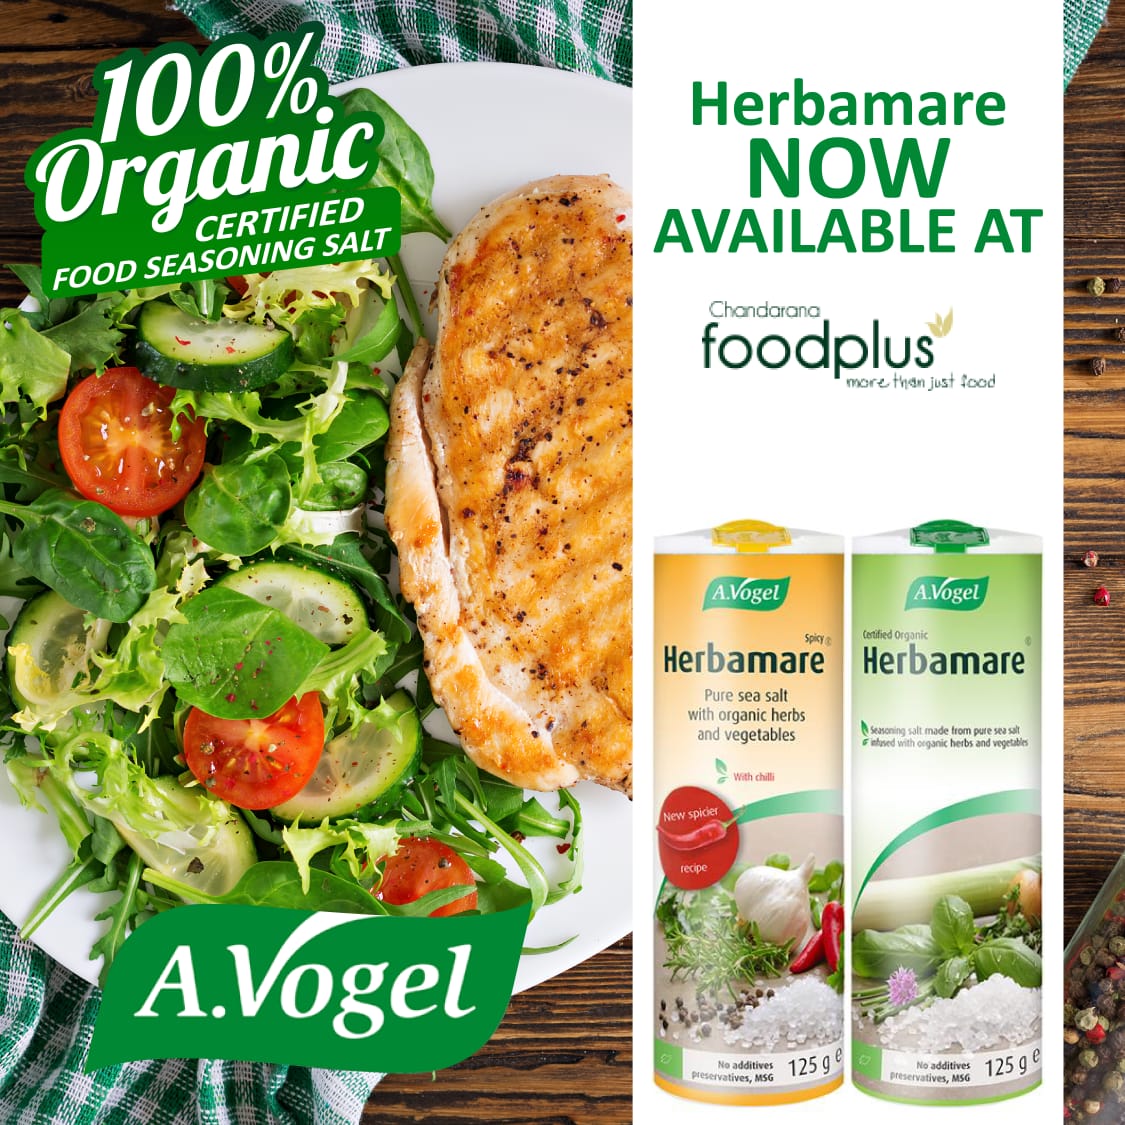 100%
Organic
CERTIFIED
FOOD SEASONING SALT
Herbamare
NOW
AVAILABLE AT
Chandarana
foodplus
more than just food
A.Vogel
Spicy
Herbamare®
Pure sea salt
with organic herbs
and vegetables
With chilli
New spicier
recipe
No additives
preservatives, MSG
125 g e
A.Vogel
Certified Organic
Herbamare®
Seasoning salt made from pure sea salt
infused with organic herbs and vegetables
No additives
preservatives, MSG
125 g e
A.Vogel